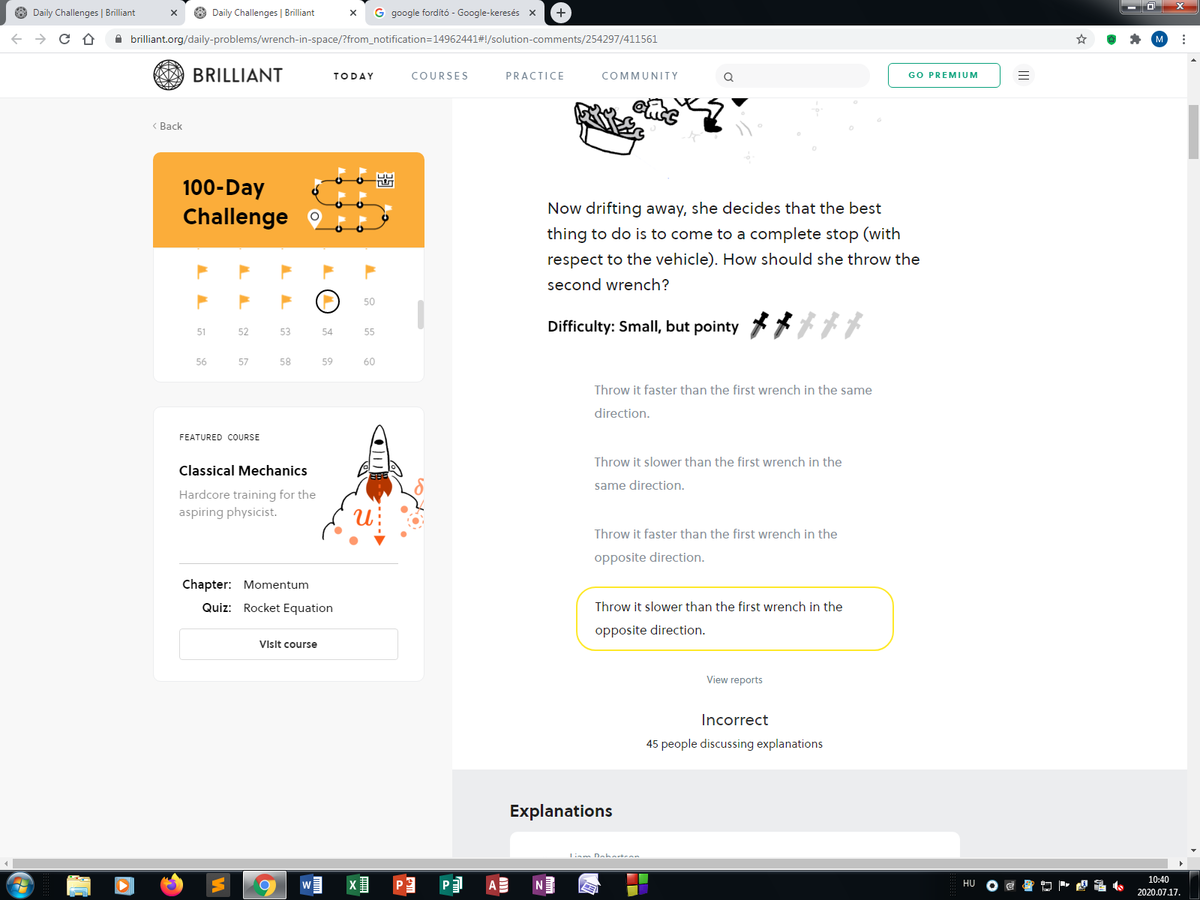 Daily Challenges | Brilliant
Daily Challenges | Brilliant
google fordító - Google-keresés
brilliant.org/daily-problems/wrench-in-space/?from_notification=14962441#!/solution-comments/254297/411561
M
BRILLIANT
TODAY
COURSES
PRACTICE
COMMUNITY
GO PREMIUM
< Back
100-Day
Challenge
50
51 52 53 54 55
56 57 58 59 60
FEATURED COURSE
Classical Mechanics
Hardcore training for the
aspiring physicist.
u
Chapter: Momentum
Quiz: Rocket Equation
Visit course
Now drifting away, she decides that the best
thing to do is to come to a complete stop (with
respect to the vehicle). How should she throw the
second wrench?
Difficulty: Small, but pointy
Throw it faster than the first wrench in the same
direction.
Throw it slower than the first wrench in the
same direction.
Throw it faster than the first wrench in the
opposite direction.
Throw it slower than the first wrench in the
opposite direction.
View reports
Incorrect
45 people discussing explanations
Explanations
HU
10:40
2020.07.17.